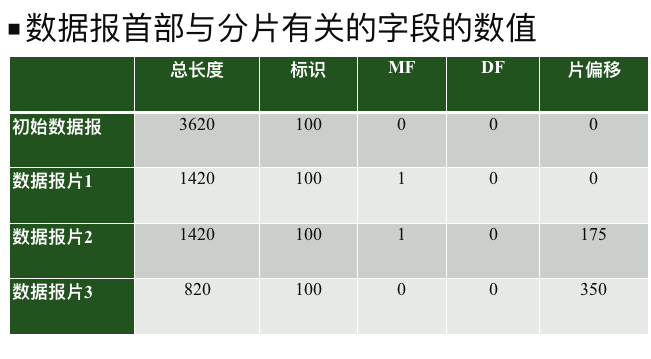 ▪数据报首部与分片有关的字段的数值
总长度 标识 MF DF 片偏移
初始数据报 3620 100 0 0 0
数据报片1 1420 100 1 0 0
数据报片2 1420 100 1 0 175
数据报片3 820 100 0 0 350